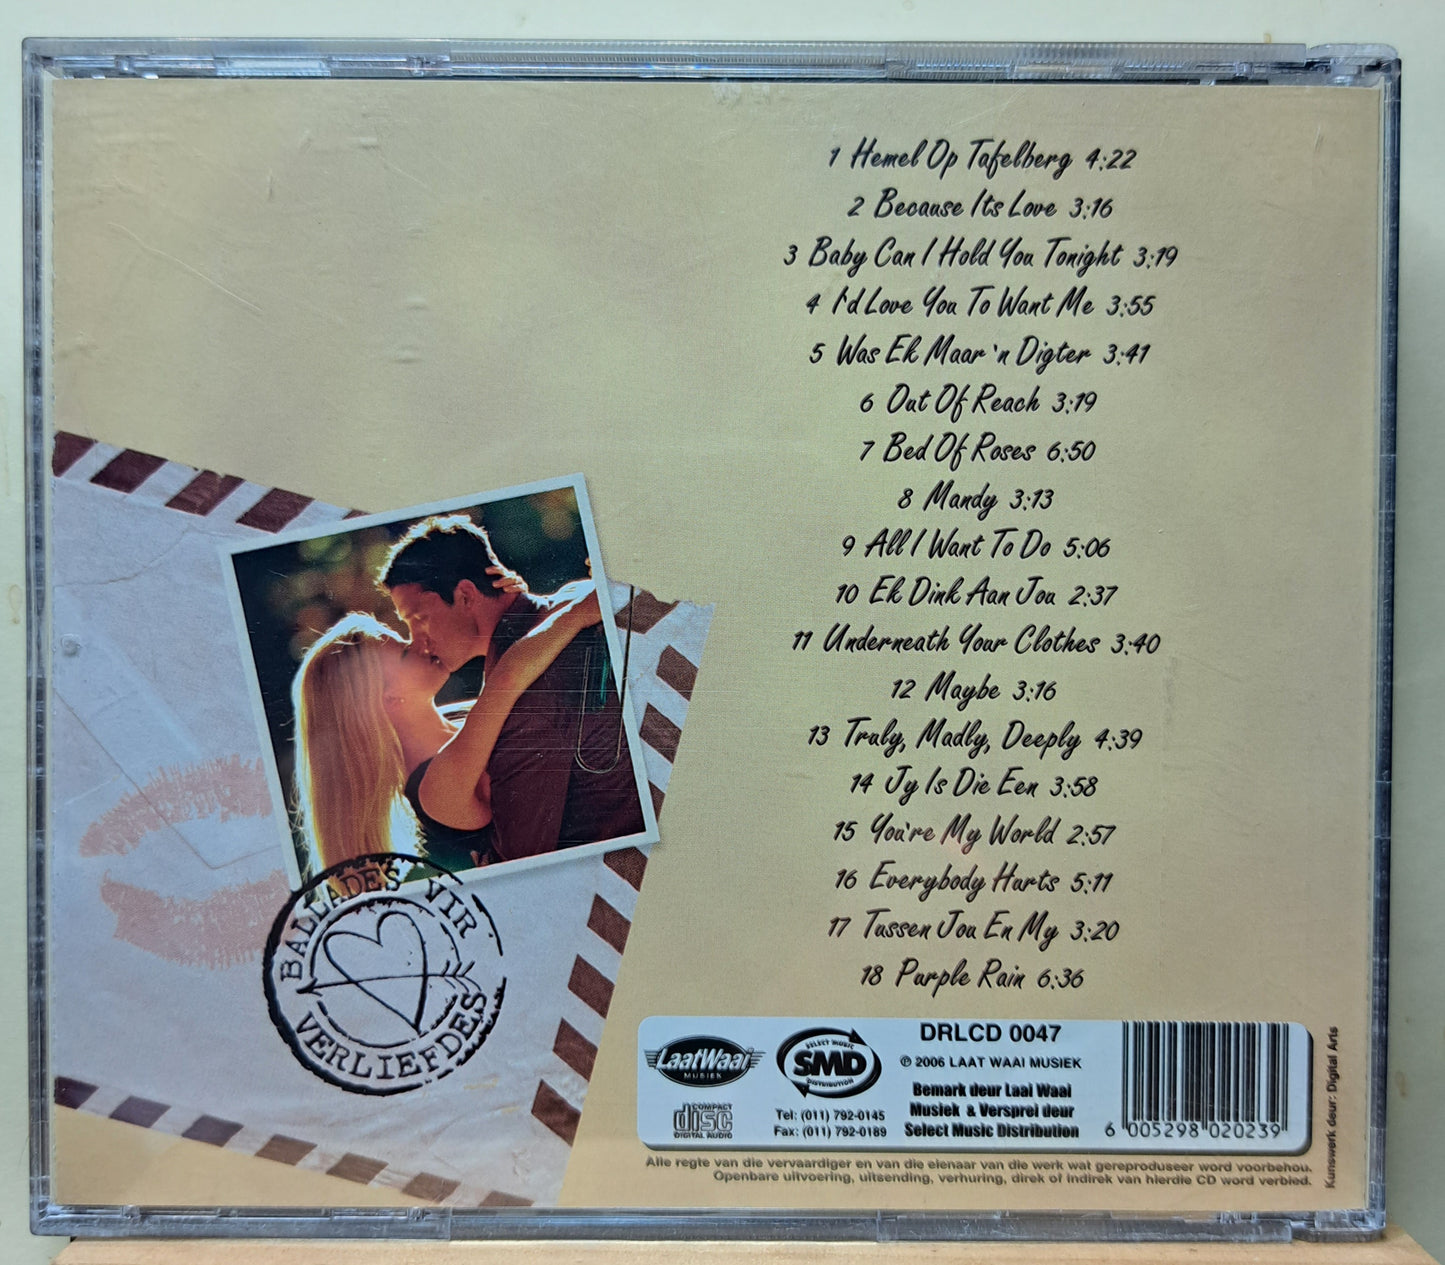 1 Hemel Op Tafelberg 4:22
2 Because Its Love 3:16
3 Baby Can I Hold You Tonight 3:19
4 I'd Love You To Want Me 3:55
5 Was Ek Maar 'n Digter 3:41
6 Out Of Reach 3:19
7 Bed Of Roses 6:50
8 Mandy 3:13
9 All I Want To Do 5:06
10 Ek Dink Aan Jou 2:37
11 Underneath Your Clothes 3:40
12 Maybe 3:16
13 Truly, Madly, Deeply 4:39
14 Jy Is Die Een 3:58
15 You're My World 2:57
16 Everybody Hurts 5:11
17 Tussen Jou En My 3:20
18 Purple Rain 6:36
BALLADES VIR
VERLIEFDES
LaatWaai
MUSIEK
COMPACT
disc
DIGITAL AUDIO
SELECT MUSIC
SMD
DISTRIBUTION
Tel: (011) 792-0145
Fax: (011) 792-0189
DRLCD 0047
℗ 2006 LAAT WAAI MUSIEK
Bemark deur Laai Waai
Musiek & Versprei deur
Select Music Distribution
6 005298 020239
Alle regte van die vervaardiger en van die eienaar van die werk wat gereproduseer word voorbehou.
Openbare uitvoering, uitsending, verhuring, direk of indirek van hierdie CD word verbied.
Kunswerk deur: Digital Arts